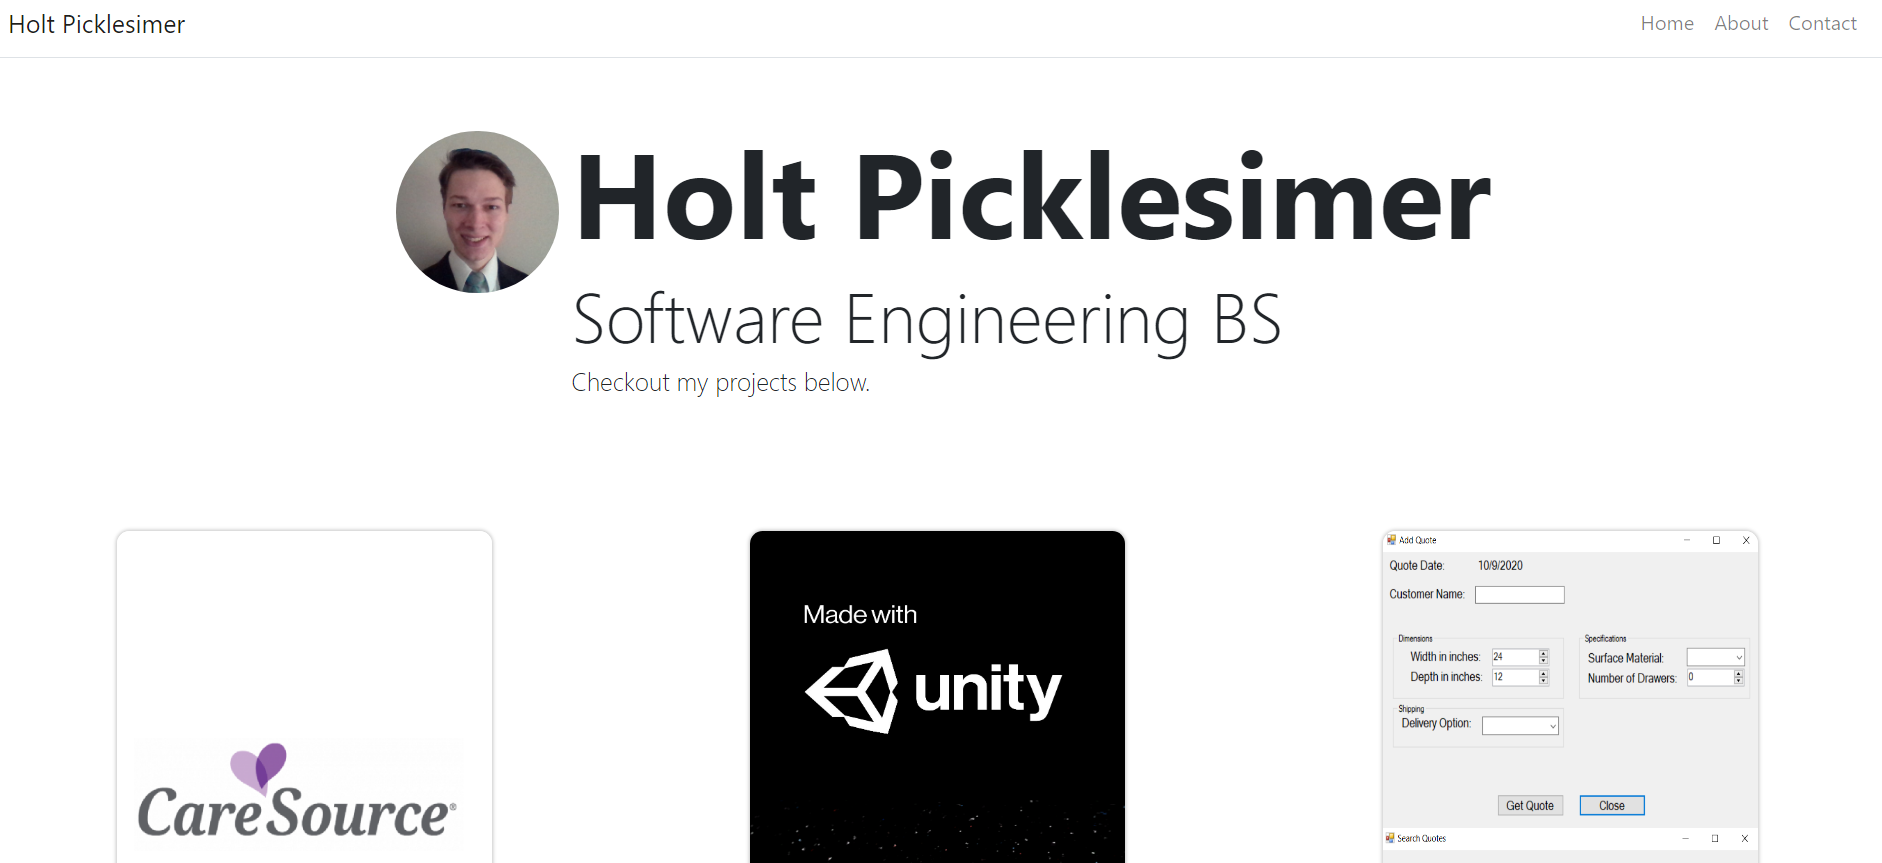 Holt Picklesimer
Home About Contact
Holt Picklesimer
Software Engineering BS
Checkout my projects below.
CareSource®
Made with
unity
Add Quote
Quote Date: 10/9/2020
Customer Name:
Dimensions
Width in inches: 24
Depth in inches: 12
Specifications
Surface Material:
Number of Drawers: 0
Shipping
Delivery Option:
Get Quote Close
Search Quotes